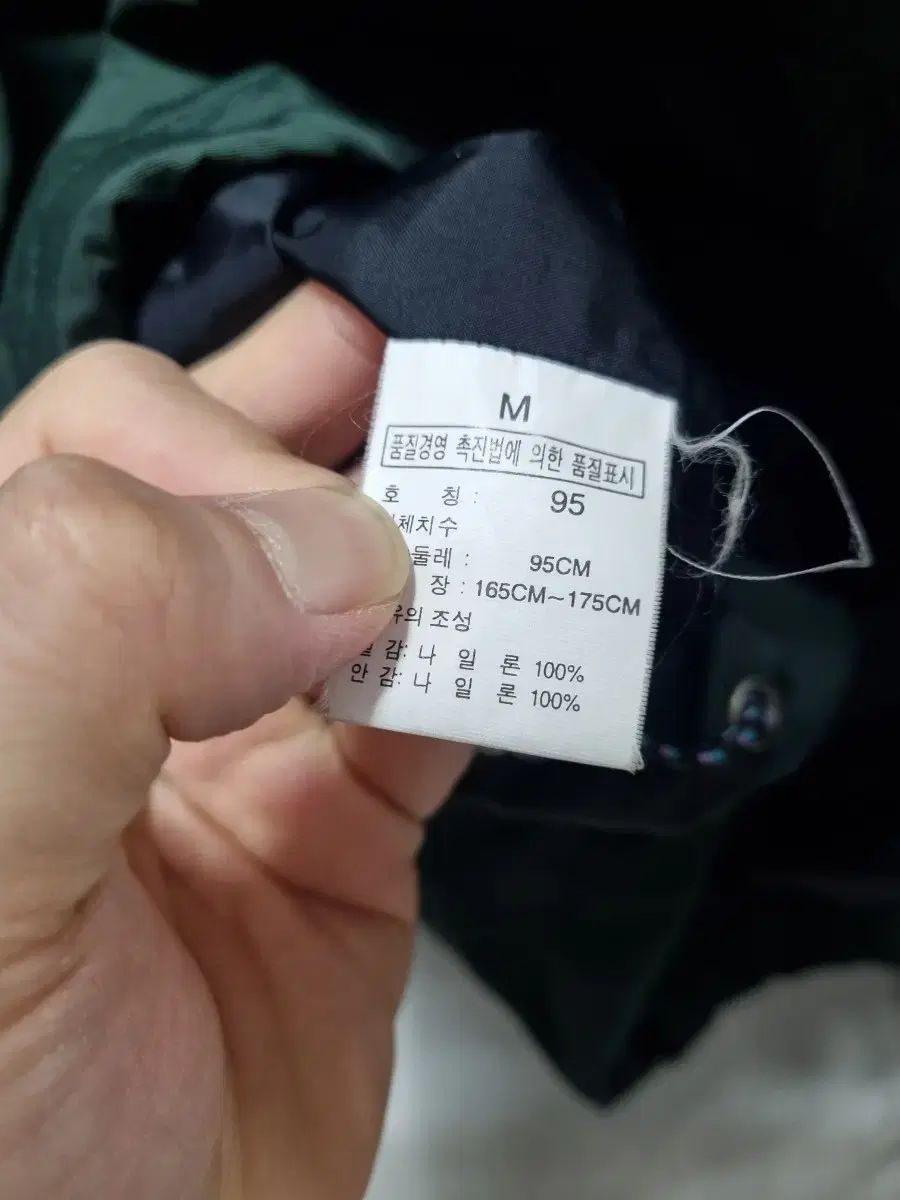 M
품질경영 촉진법에 의한 품질표시
호 칭 : 95
체치수
둘레 : 95CM
장 : 165CM~175CM
의 조성
감: 나 일 론 100%
안 감: 나 일 론 100%